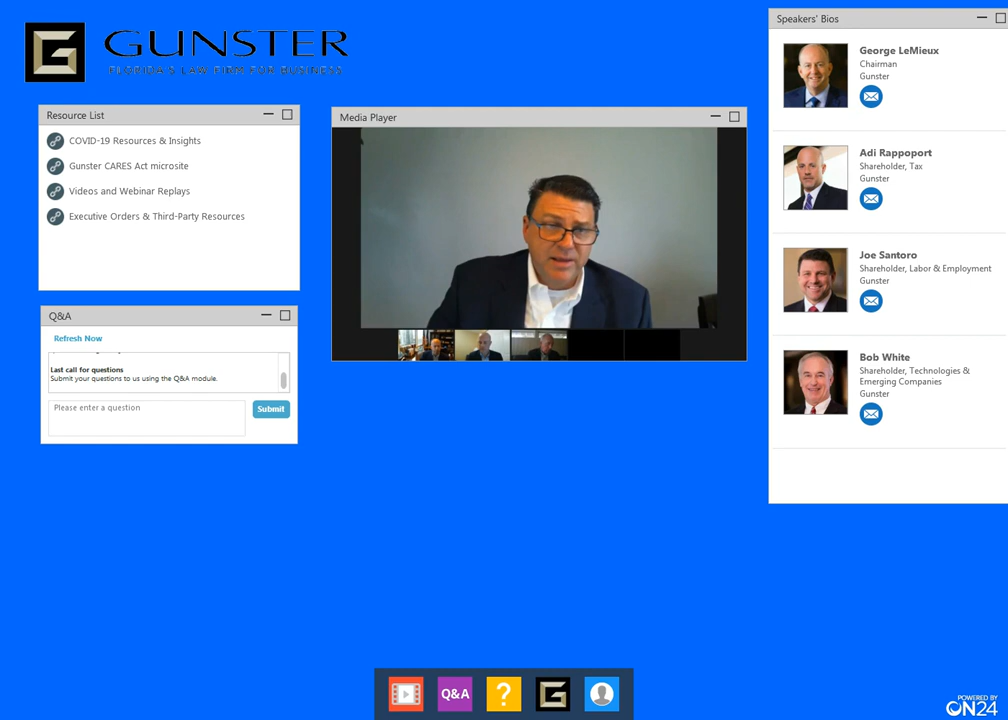 GUNSTER
FLORIDA'S LAW FIRM FOR BUSINESS
Resource List
COVID-19 Resources & Insights
Gunster CARES Act microsite
Videos and Webinar Replays
Executive Orders & Third-Party Resources
Q&A
Refresh Now
Last call for questions
Submit your questions to us using the Q&A module.
Please enter a question
Submit
Media Player
Speakers' Bios
George LeMieux
Chairman
Gunster
Adi Rappoport
Shareholder, Tax
Gunster
Joe Santoro
Shareholder, Labor & Employment
Gunster
Bob White
Shareholder, Technologies &
Emerging Companies
Gunster
Q&A
?
G
POWERED BY
ON24